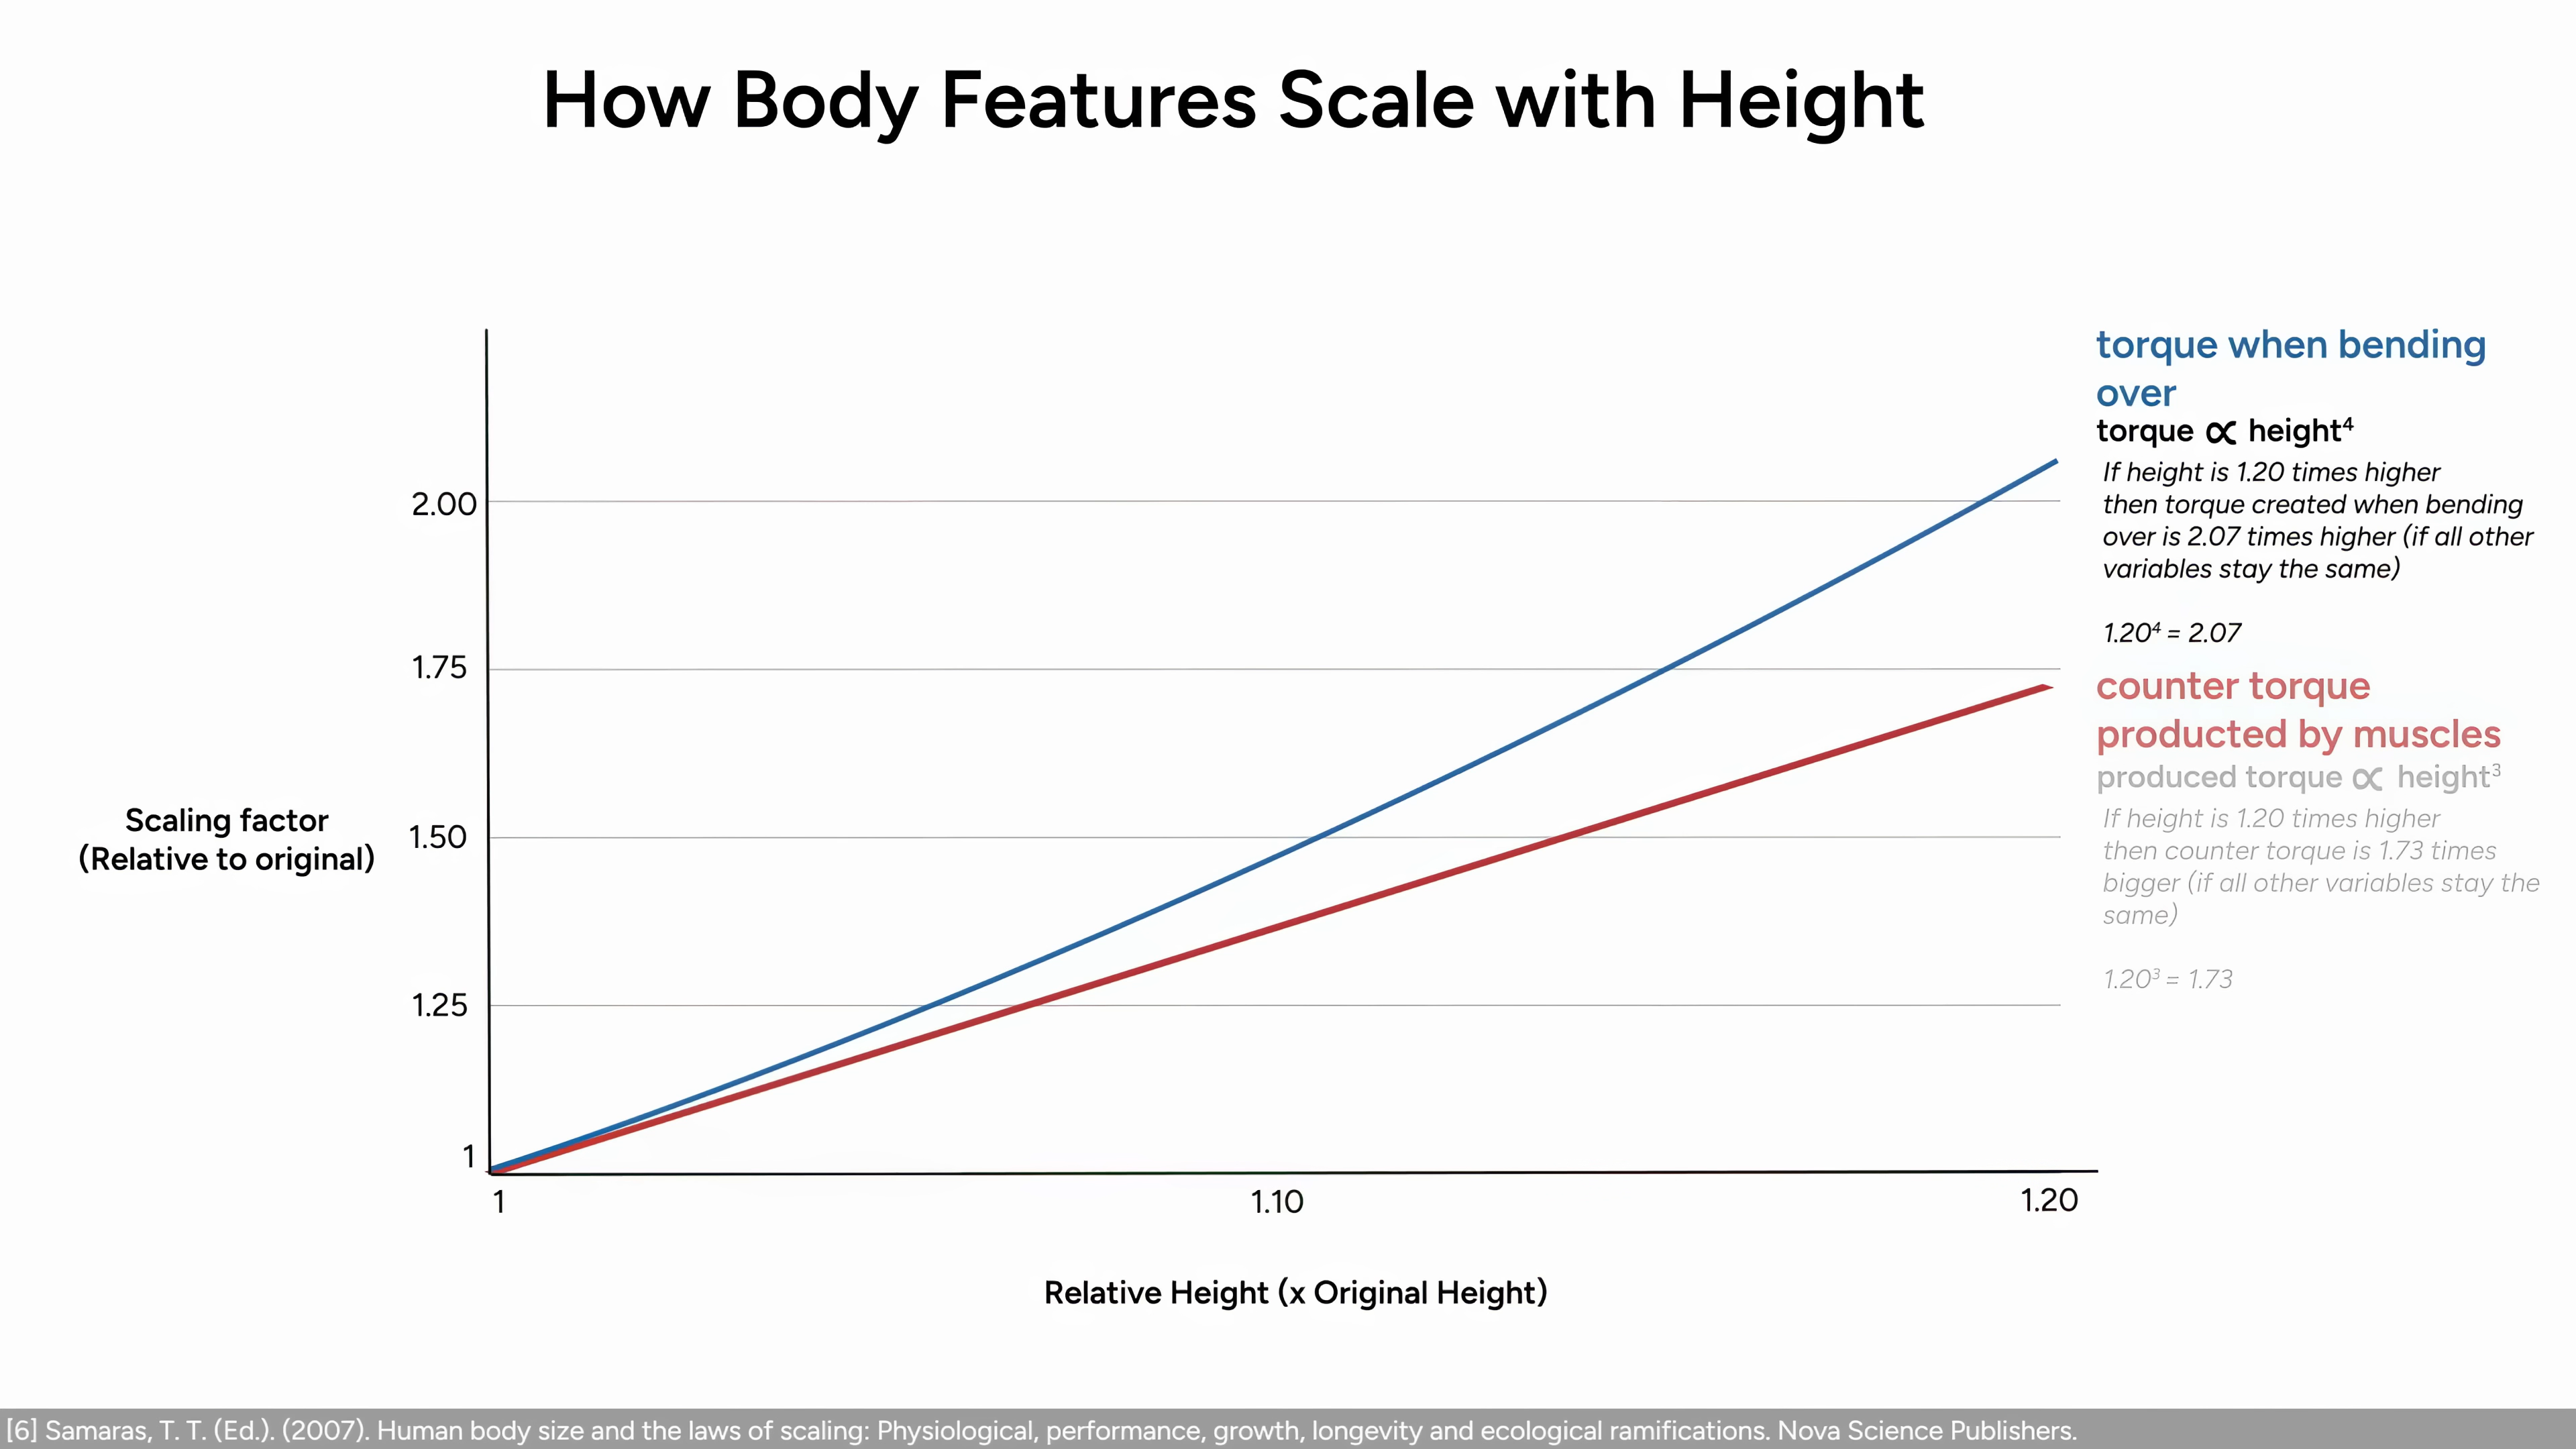 How Body Features Scale with Height
torque when bending
over
torque ∝ height⁴
If height is 1.20 times higher
then torque created when bending
over is 2.07 times higher (if all other
variables stay the same)
1.20⁴ = 2.07
counter torque
producted by muscles
produced torque ∝ height³
If height is 1.20 times higher
then counter torque is 1.73 times
bigger (if all other variables stay the
same)
1.20³ = 1.73
2.00
1.75
1.50
1.25
1
Scaling factor
(Relative to original)
1
1.10
1.20
Relative Height (x Original Height)
[6] Samaras, T. T. (Ed.). (2007). Human body size and the laws of scaling: Physiological, performance, growth, longevity and ecological ramifications. Nova Science Publishers.